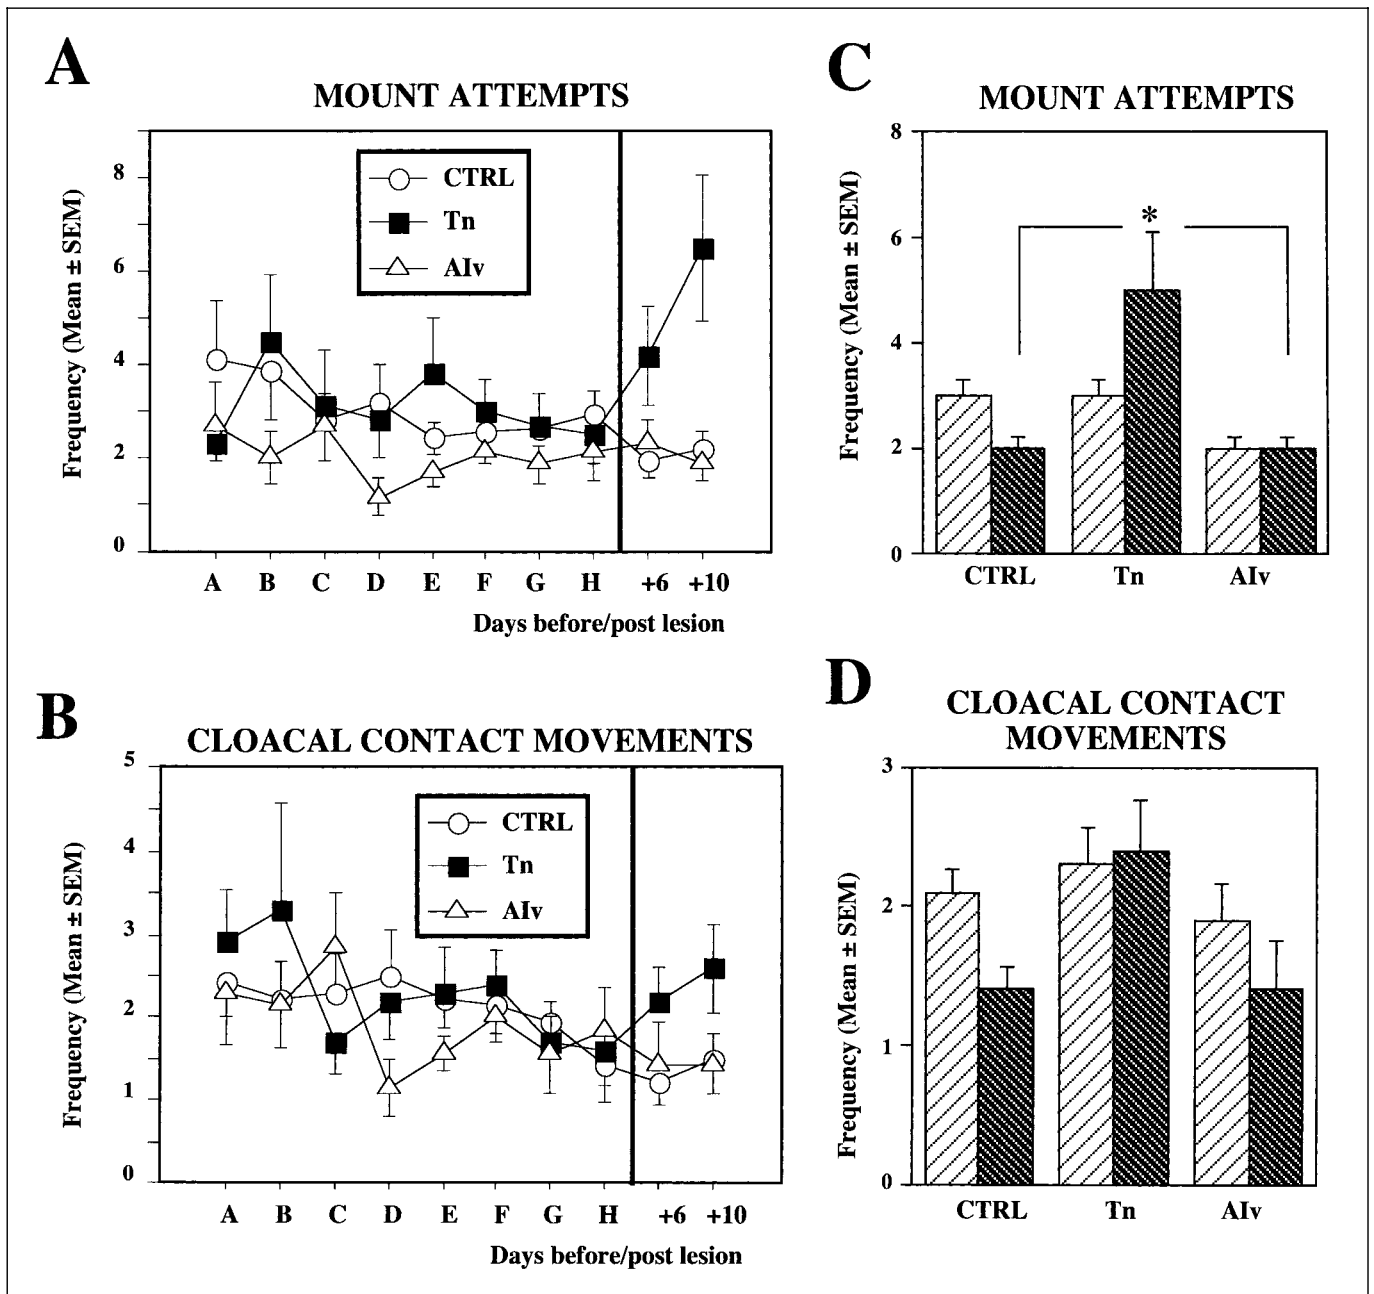 A
MOUNT ATTEMPTS
Frequency (Mean ± SEM)
8
6
4
2
0
CTRL
Tn
AIv
A B C D E F G H +6 +10
Days before/post lesion
B
CLOACAL CONTACT MOVEMENTS
Frequency (Mean ± SEM)
5
4
3
2
1
0
CTRL
Tn
AIv
A B C D E F G H +6 +10
Days before/post lesion
C
MOUNT ATTEMPTS
Frequency (Mean ± SEM)
8
6
4
2
0
*
CTRL Tn AIv
D
CLOACAL CONTACT
MOVEMENTS
Frequency (Mean ± SEM)
3
2
1
0
CTRL Tn AIv